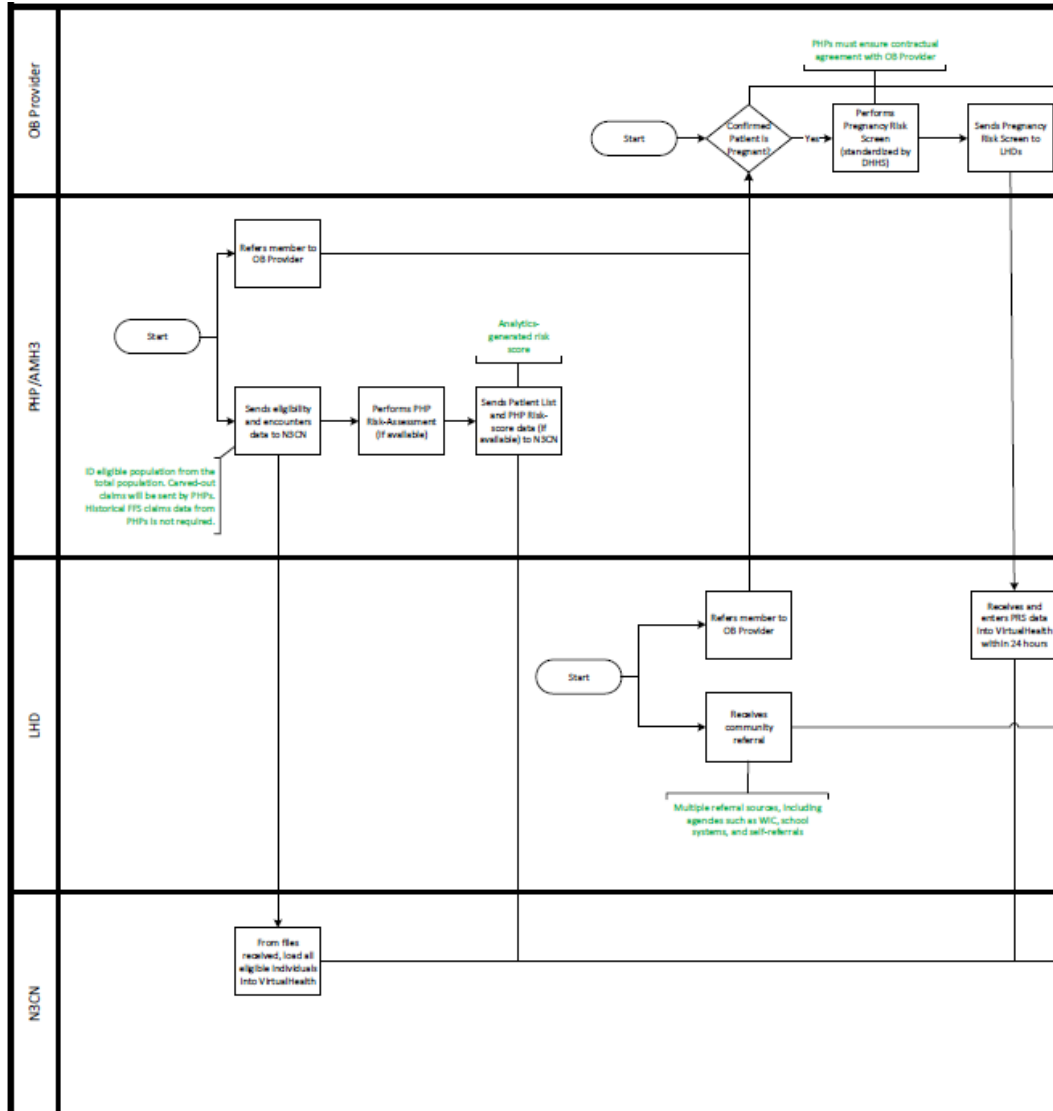 OB Provider
PHPs must ensure contractual
agreement with OB Provider
Start
Confirmed
Patient is
Pregnant?
Yes
Performs
Pregnancy Risk
Screen
(standardized by
DHHS)
Sends Pregnancy
Risk Screen to
LHDs
PHP/AMH3
Refers member to
OB Provider
Start
Analytics-
generated risk
score
Sends eligibility
and encounters
data to N3CN
Performs PHP
Risk-Assessment
(if available)
Sends Patient List
and PHP Risk-
score data (if
available) to N3CN
ID eligible population from the
total population. Carved-out
claims will be sent by PHPs.
Historical FFS claims data from
PHPs is not required.
LHD
Refers member to
OB Provider
Receives and
enters PRS data
into VirtualHealth
within 24 hours
Start
Receives
community
referral
Multiple referral sources, including
agencies such as WIC, school
systems, and self-referrals
N3CN
From files
received, load all
eligible individuals
into VirtualHealth